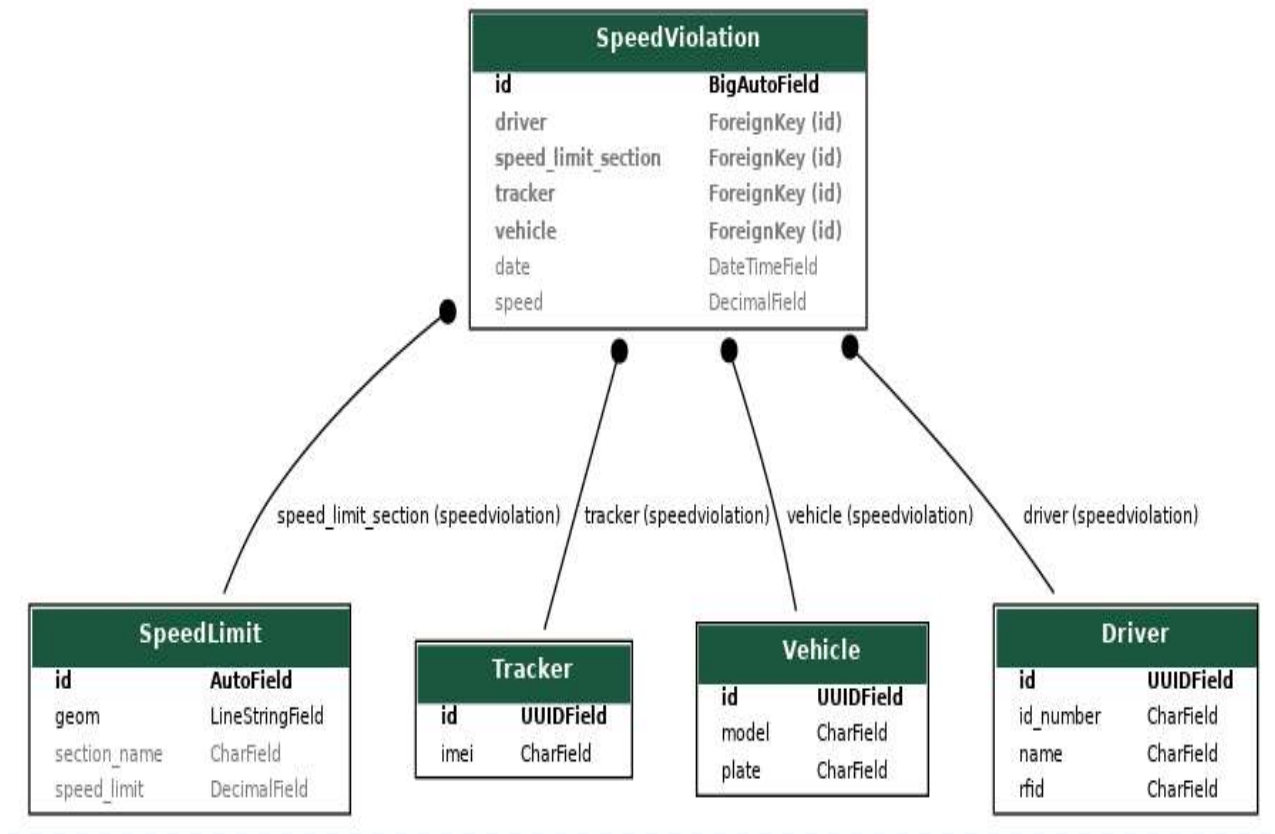 SpeedViolation
id BigAutoField
driver ForeignKey (id)
speed_limit_section ForeignKey (id)
tracker ForeignKey (id)
vehicle ForeignKey (id)
date DateTimeField
speed DecimalField
speed_limit_section (speedviolation) tracker (speedviolation) vehicle (speedviolation) driver (speedviolation)
SpeedLimit
id AutoField
geom LineStringField
section_name CharField
speed_limit DecimalField
Tracker
id UUIDField
imei CharField
Vehicle
id UUIDField
model CharField
plate CharField
Driver
id UUIDField
id_number CharField
name CharField
rfid CharField